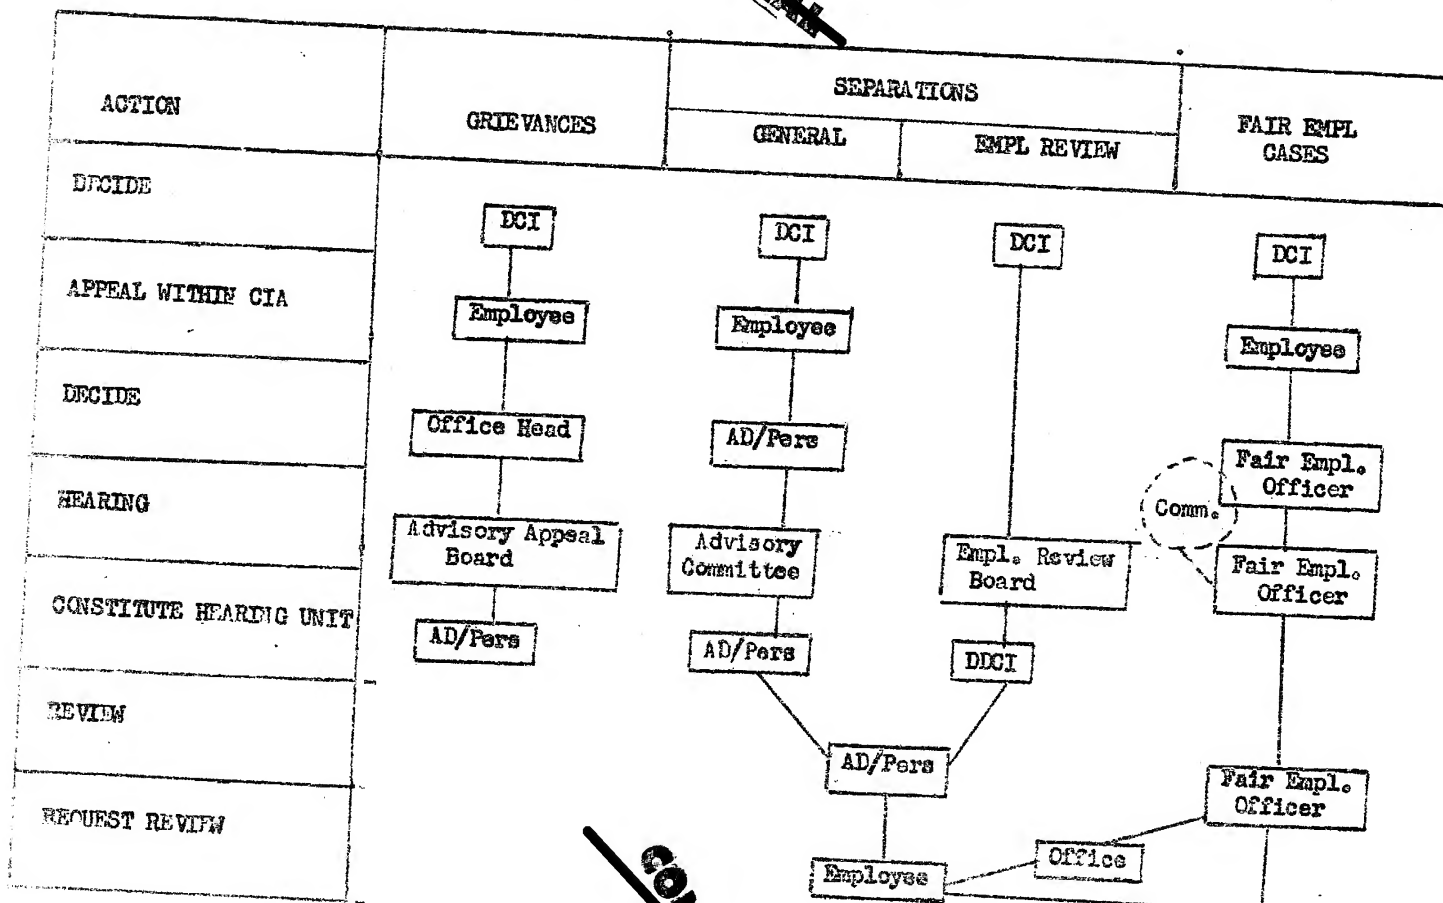 SEPARATIONS
ACTION
GRIEVANCES
GENERAL
EMPL REVIEW
FAIR EMPL
CASES
DECIDE
DCI
DCI
DCI
DCI
APPEAL WITHIN CIA
Employee
Employee
Employee
DECIDE
Office Head
AD/Pers
Fair Empl.
Officer
HEARING
Comm.
Advisory Appeal
Board
Advisory
Committee
Empl. Review
Board
Fair Empl.
Officer
CONSTITUTE HEARING UNIT
AD/Pers
AD/Pers
DDCI
REVIEW
AD/Pers
Fair Empl.
Officer
REQUEST REVIEW
Office
Employee